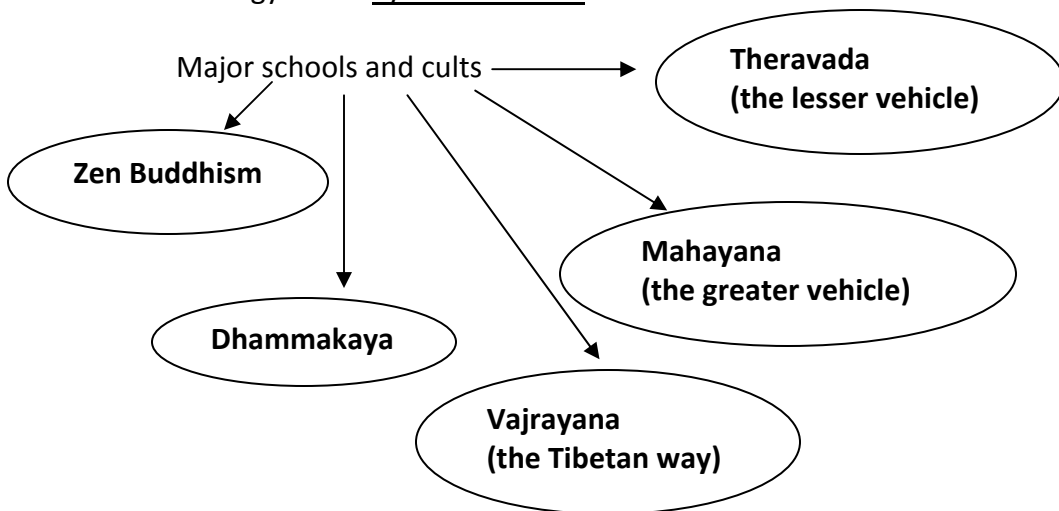 Major schools and cults
Theravada
(the lesser vehicle)
Zen Buddhism
Mahayana
(the greater vehicle)
Dhammakaya
Vajrayana
(the Tibetan way)